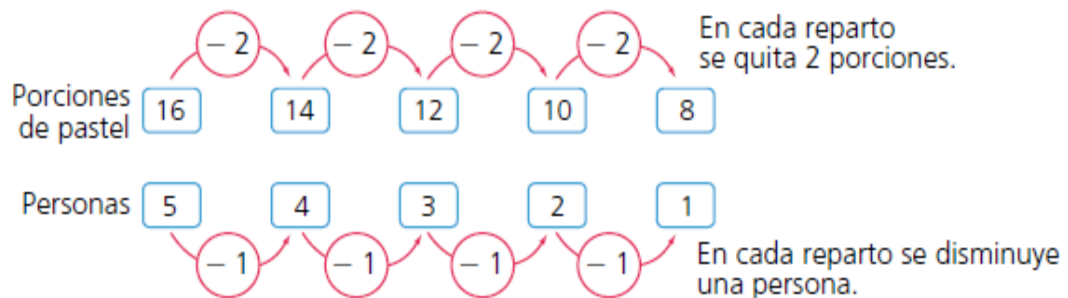 − 2 − 2 − 2 − 2
En cada reparto
se quita 2 porciones.
Porciones
de pastel
16 14 12 10 8
Personas 5 4 3 2 1
− 1 − 1 − 1 − 1
En cada reparto se disminuye
una persona.